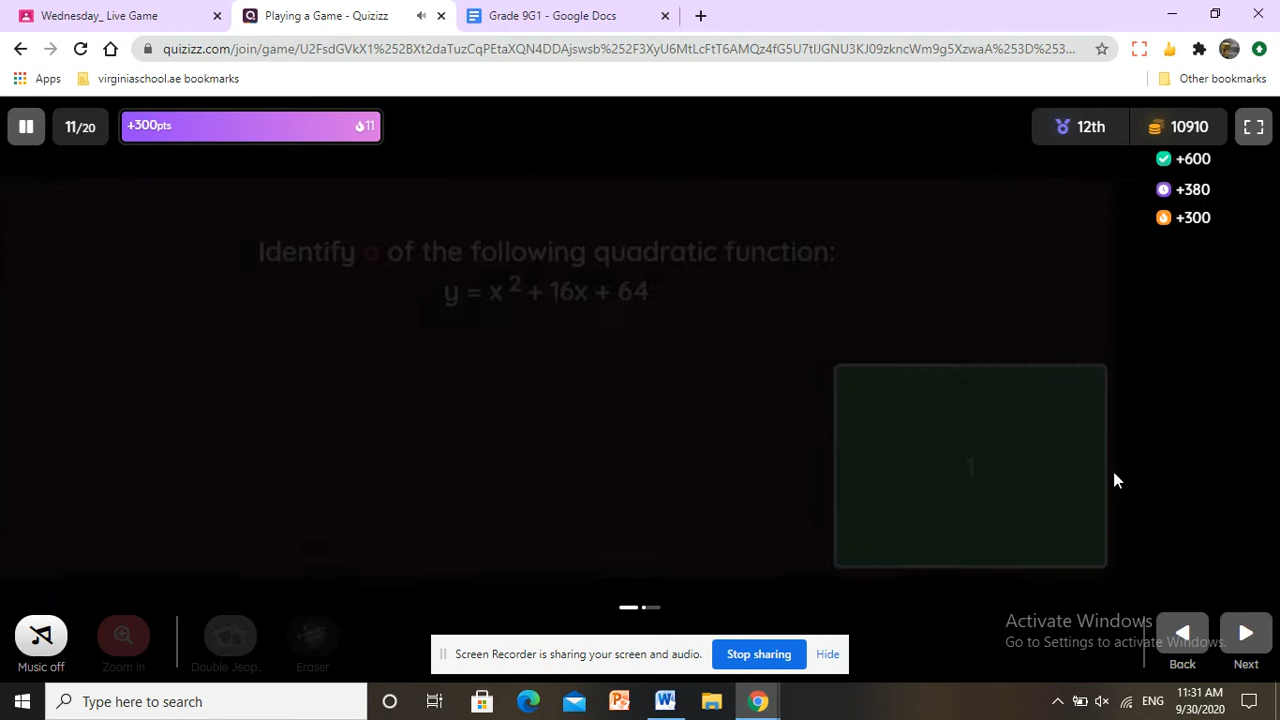 Wednesday_ Live Game
Playing a Game - Quizizz
Grade 9G1 - Google Docs
quizizz.com/join/game/U2FsdGVkX1%252BXt2daTuzCqPEtaXQN4DDAjswsb%252F3XyU6MtLcFtT6AMQz4fG5U7tIJGNU3KJ09zkncWm9g5XzwaA%253D%253...
Apps
virginiaschool.ae bookmarks
Other bookmarks
11/20
+300pts
11
12th
10910
+600
+380
+300
Identify a of the following quadratic function:
y = x 2 + 16x + 64
1
Activate Windows
Go to Settings to activate Windows.
Music off
Zoom In
Double Jeop..
Eraser
Screen Recorder is sharing your screen and audio.
Stop sharing
Hide
Back
Next
Type here to search
ENG
11:31 AM
9/30/2020